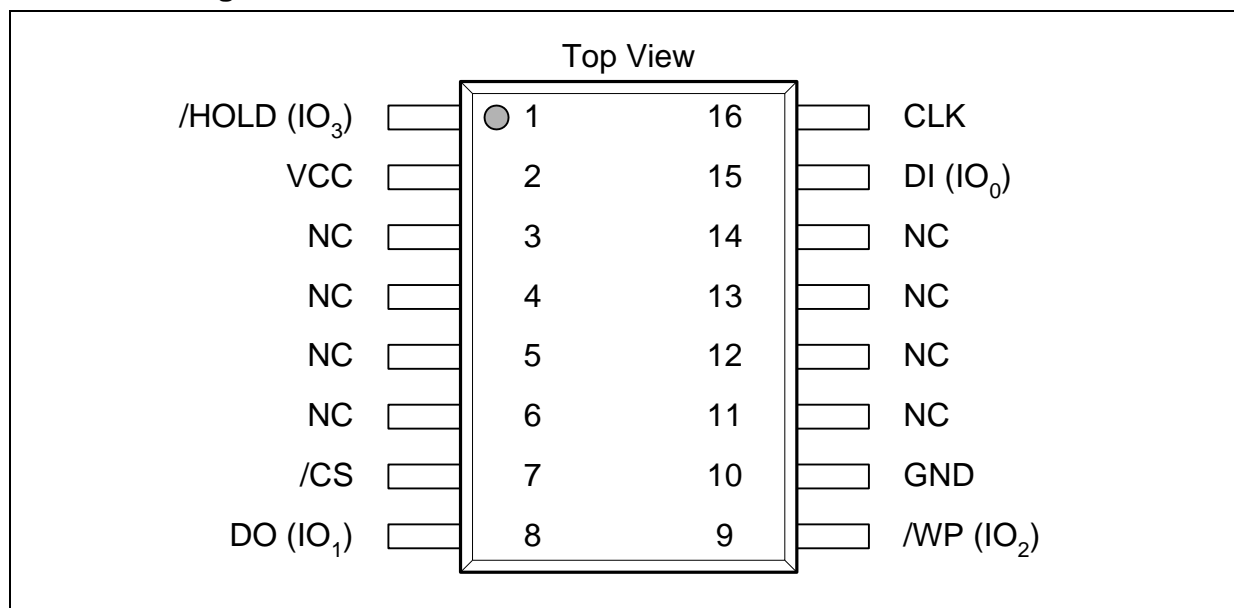 Top View
/HOLD (IO3) 1 16 CLK
VCC 2 15 DI (IO0)
NC 3 14 NC
NC 4 13 NC
NC 5 12 NC
NC 6 11 NC
/CS 7 10 GND
DO (IO1) 8 9 /WP (IO2)